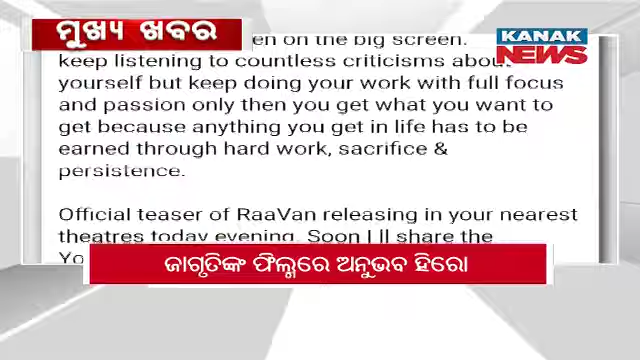 ମୁଖ୍ୟ ଖବର
KANAK
NEWS
en on the big screen.
keep listening to countless criticisms about
yourself but keep doing your work with full focus
and passion only then you get what you want to
get because anything you get in life has to be
earned through hard work, sacrifice &
persistence.
Official teaser of RaaVan releasing in your nearest
theatres today evening. Soon I ll share the
Yo
ଜାଗୃତିଙ୍କ ଫିଲ୍ମରେ ଅନୁଭବ ହିରୋ